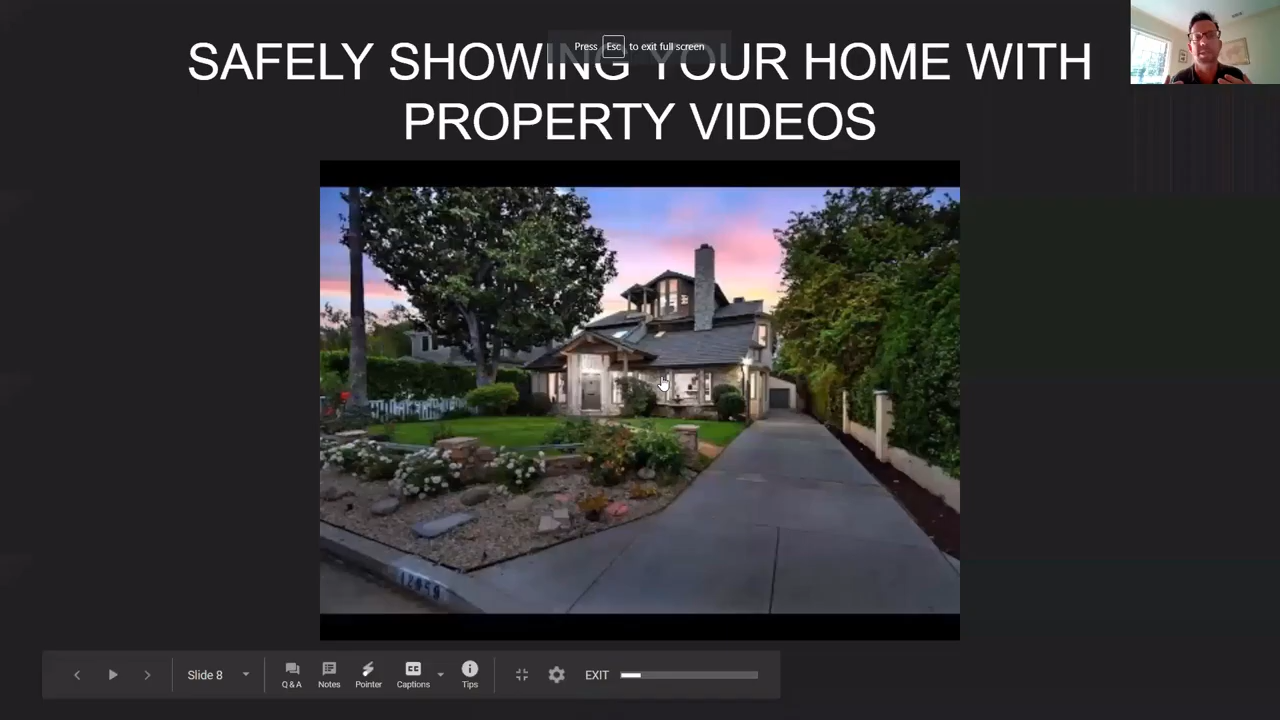 Press Esc to exit full screen
SAFELY SHOWING YOUR HOME WITH
PROPERTY VIDEOS
Slide 8
Q & A
Notes
Pointer
CC
Captions
Tips
EXIT